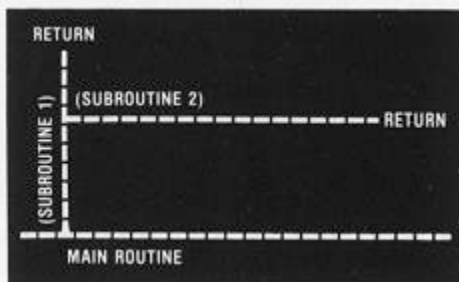 RETURN
(SUBROUTINE 1)
(SUBROUTINE 2)
RETURN
MAIN ROUTINE